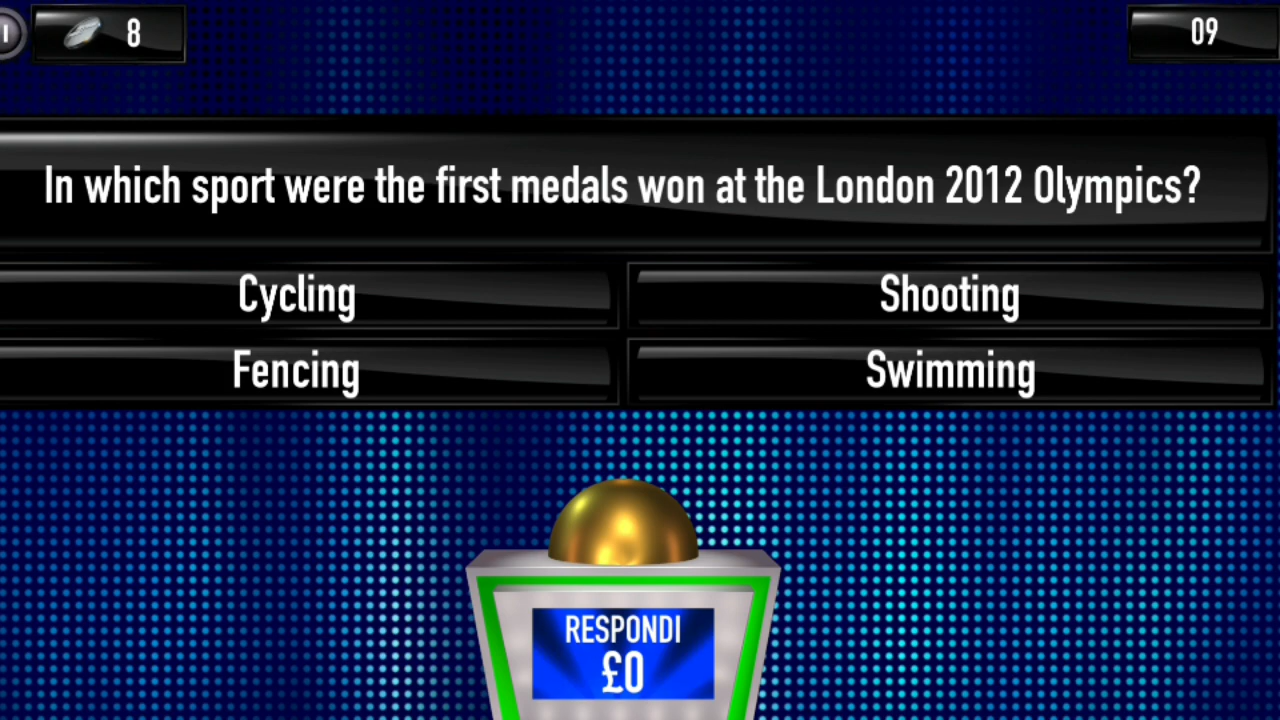 8
09
In which sport were the first medals won at the London 2012 Olympics?
Cycling
Shooting
Fencing
Swimming
RESPONDI
£0